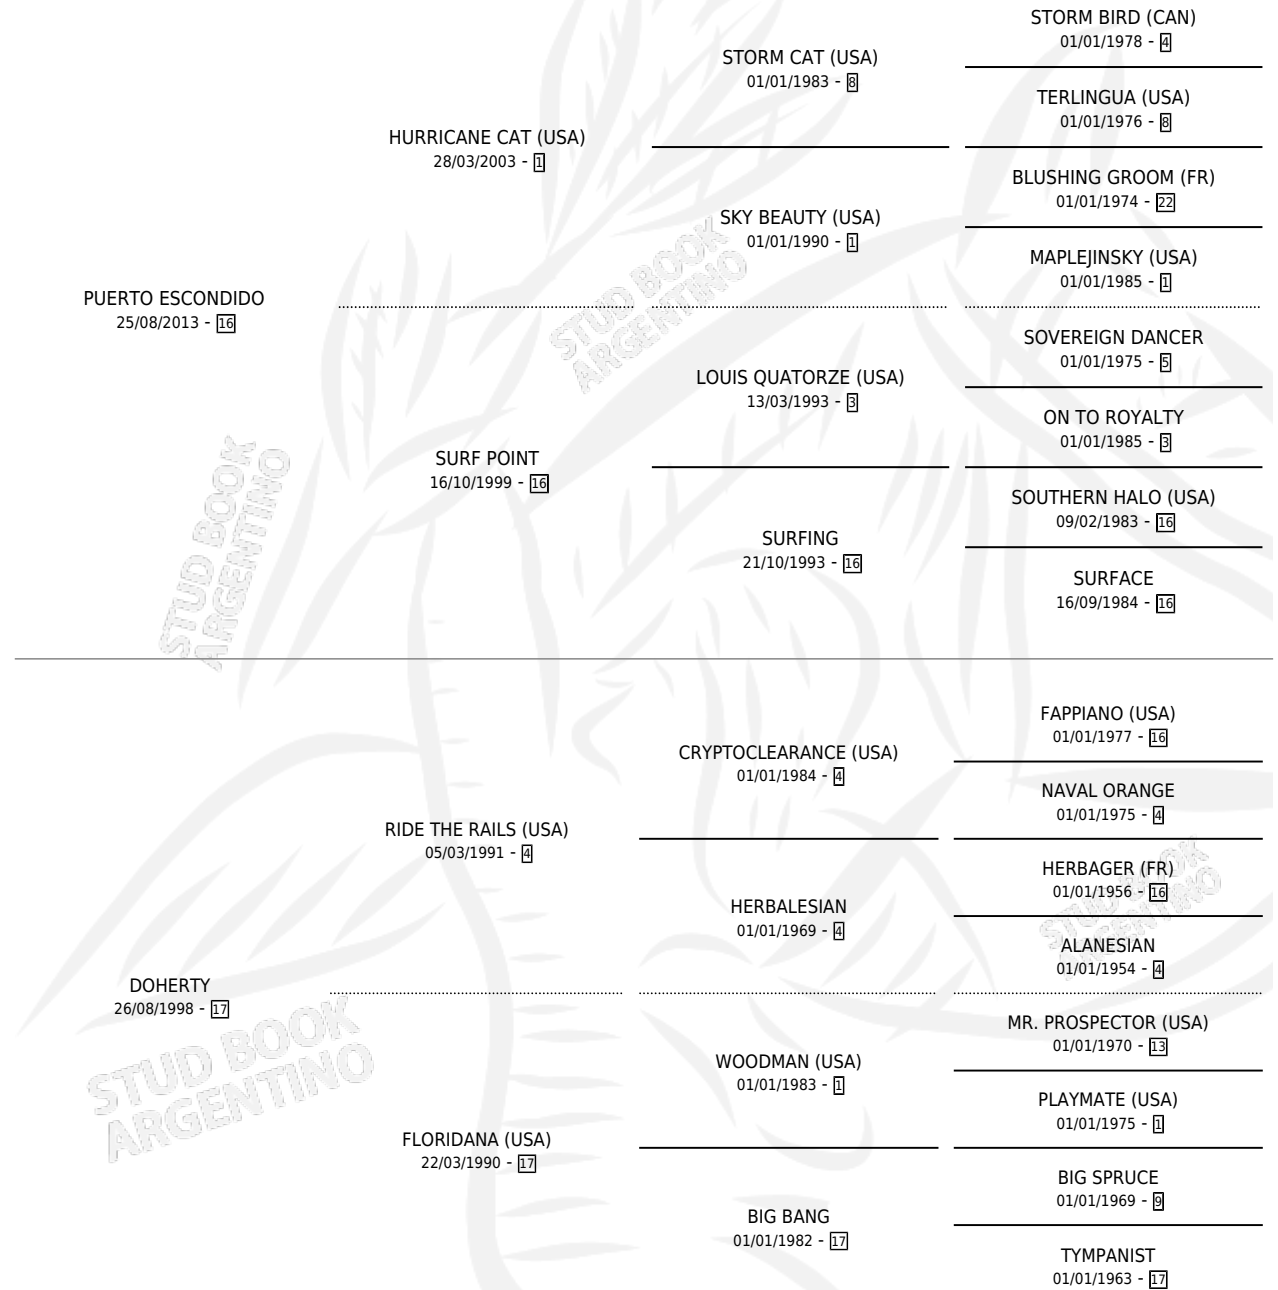 STORM BIRD (CAN)
01/01/1978 - 4
STORM CAT (USA)
01/01/1983 - 8
TERLINGUA (USA)
01/01/1976 - 8
HURRICANE CAT (USA)
28/03/2003 - 1
BLUSHING GROOM (FR)
01/01/1974 - 22
SKY BEAUTY (USA)
01/01/1990 - 1
MAPLEJINSKY (USA)
01/01/1985 - 1
PUERTO ESCONDIDO
25/08/2013 - 16
SOVEREIGN DANCER
01/01/1975 - 5
LOUIS QUATORZE (USA)
13/03/1993 - 3
ON TO ROYALTY
01/01/1985 - 3
SURF POINT
16/10/1999 - 16
SOUTHERN HALO (USA)
09/02/1983 - 16
SURFING
21/10/1993 - 16
SURFACE
16/09/1984 - 16
STUD BOOK
ARGENTINO
STUD BOOK
ARGENTINO
FAPPIANO (USA)
01/01/1977 - 16
CRYPTOCLEARANCE (USA)
01/01/1984 - 4
NAVAL ORANGE
01/01/1975 - 4
RIDE THE RAILS (USA)
05/03/1991 - 4
HERBAGER (FR)
01/01/1956 - 16
HERBALESIAN
01/01/1969 - 4
ALANESIAN
01/01/1954 - 4
DOHERTY
26/08/1998 - 17
MR. PROSPECTOR (USA)
01/01/1970 - 13
WOODMAN (USA)
01/01/1983 - 1
PLAYMATE (USA)
01/01/1975 - 1
FLORIDANA (USA)
22/03/1990 - 17
BIG SPRUCE
01/01/1969 - 9
BIG BANG
01/01/1982 - 17
TYMPANIST
01/01/1963 - 17
STUD BOOK
ARGENTINO
STUD BOOK
ARGENTINO